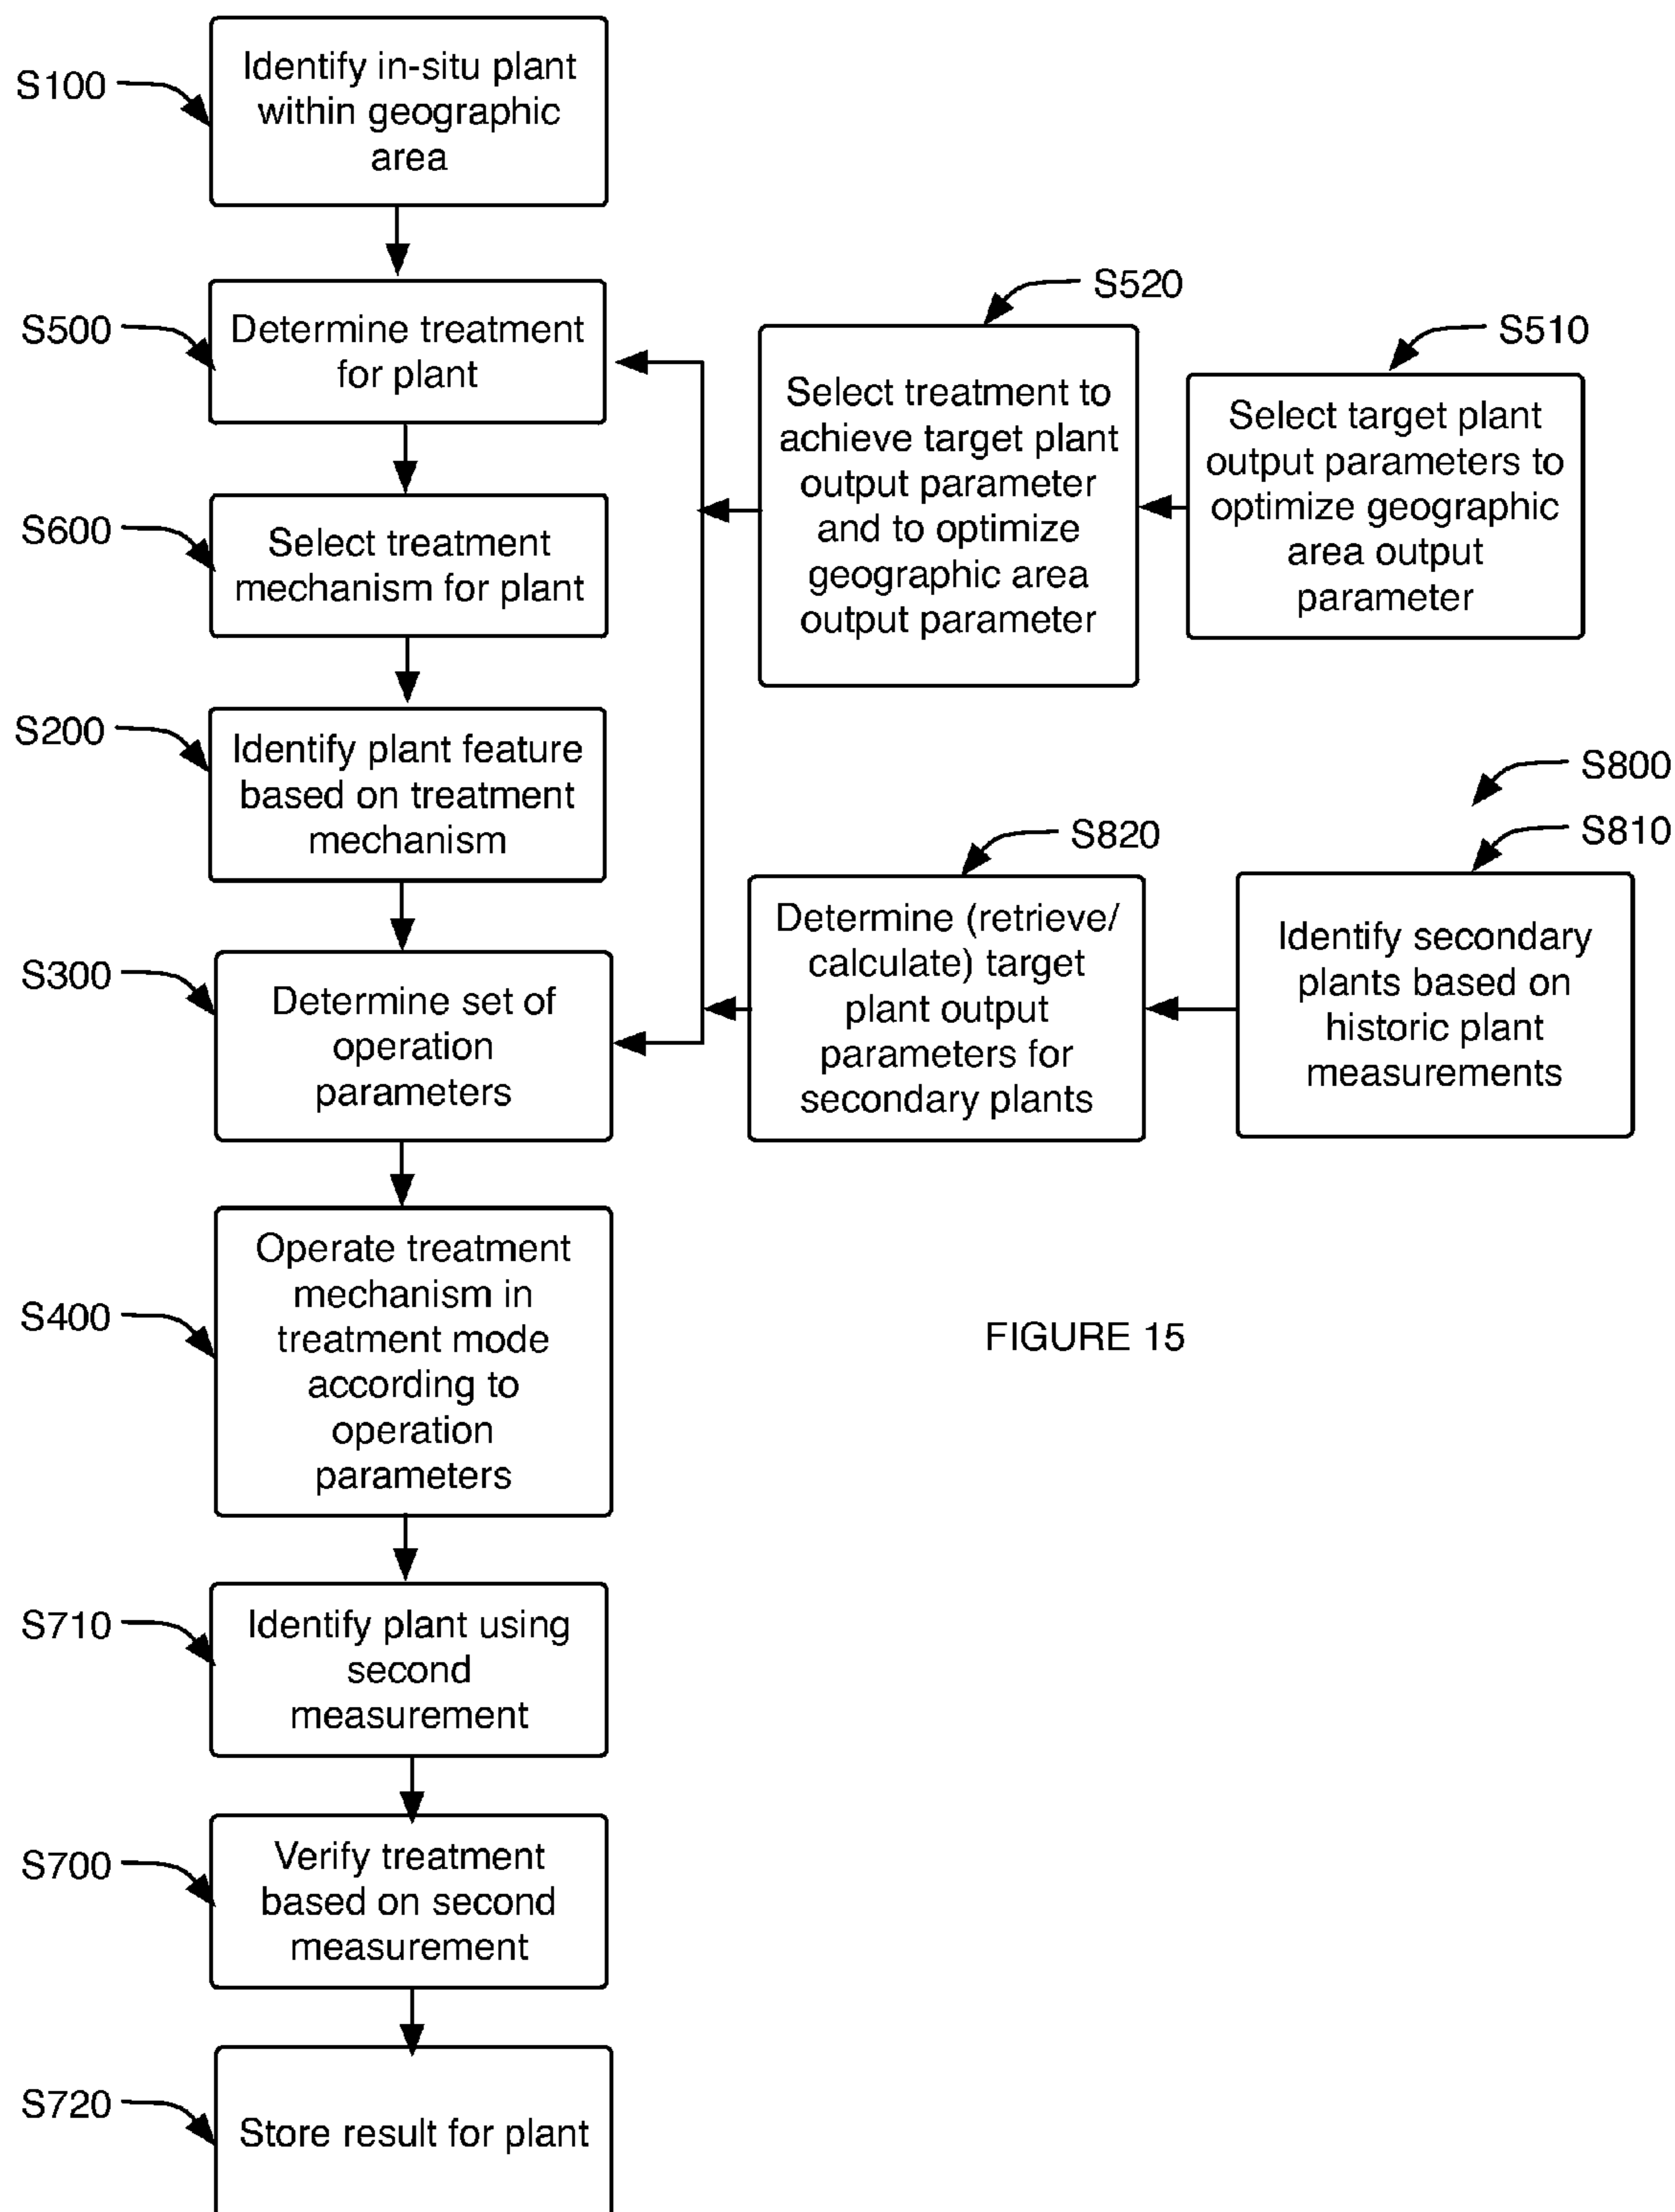 S100
Identify in-situ plant
within geographic
area
S500
Determine treatment
for plant
S520
Select treatment to
achieve target plant
output parameter
and to optimize
geographic area
output parameter
S510
Select target plant
output parameters to
optimize geographic
area output
parameter
S600
Select treatment
mechanism for plant
S200
Identify plant feature
based on treatment
mechanism
S800
S810
Identify secondary
plants based on
historic plant
measurements
S820
Determine (retrieve/
calculate) target
plant output
parameters for
secondary plants
S300
Determine set of
operation
parameters
S400
Operate treatment
mechanism in
treatment mode
according to
operation
parameters
FIGURE 15
S710
Identify plant using
second
measurement
S700
Verify treatment
based on second
measurement
S720
Store result for plant